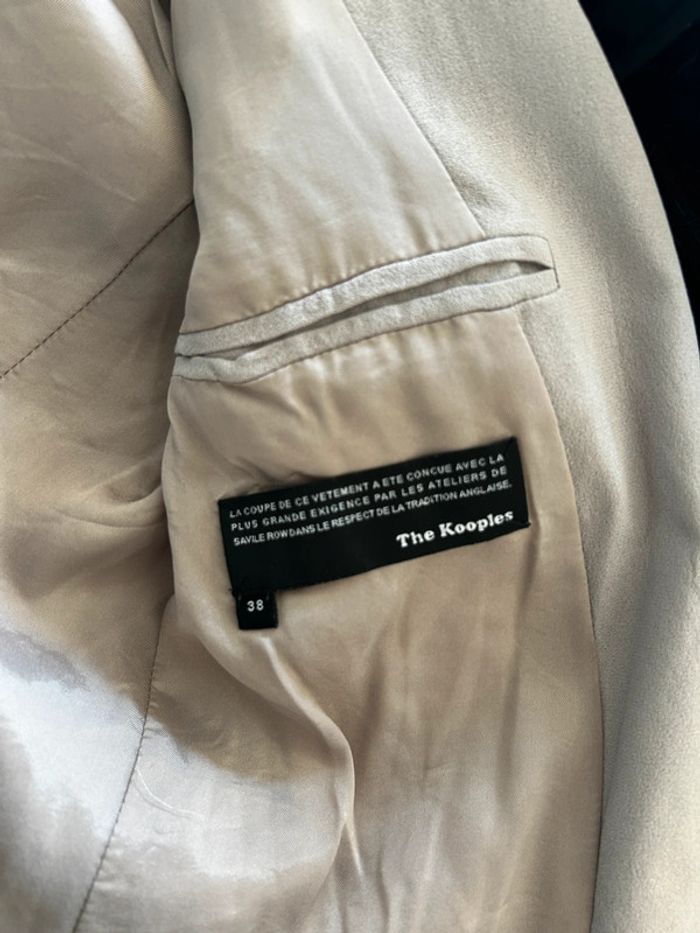 LA COUPE DE CE VETEMENT A ETE CONCUE AVEC LA
PLUS GRANDE EXIGENCE PAR LES ATELIERS DE
SAVILE ROW DANS LE RESPECT DE LA TRADITION ANGLAISE.
The Kooples
38